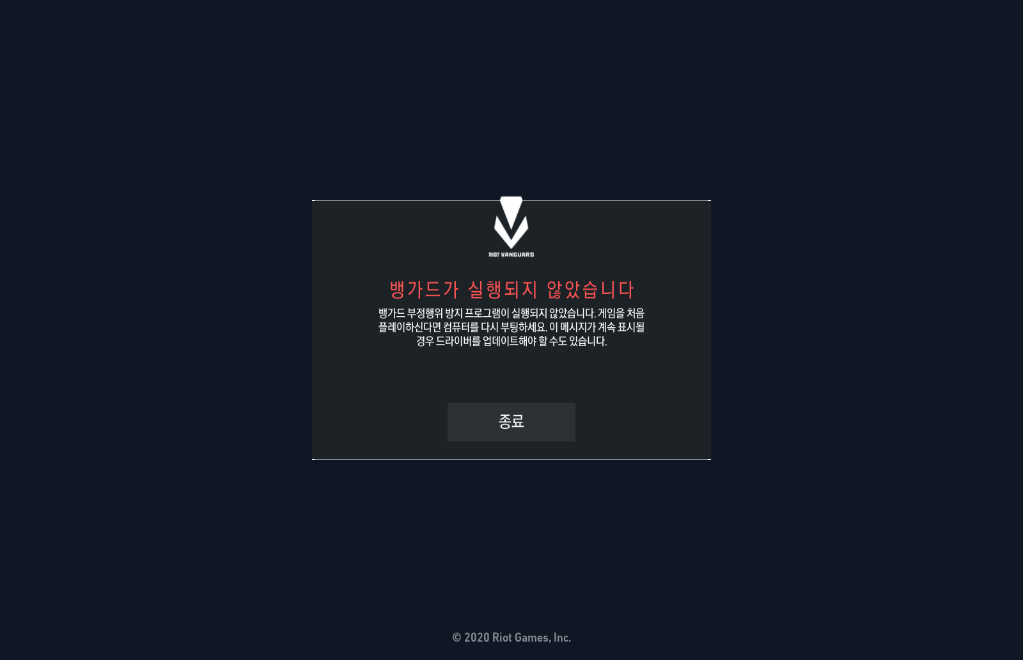 RIOT VANGUARD
뱅가드가 실행되지 않았습니다
뱅가드 부정행위 방지 프로그램이 실행되지 않았습니다. 게임을 처음
플레이하신다면 컴퓨터를 다시 부팅하세요. 이 메시지가 계속 표시될
경우 드라이버를 업데이트해야 할 수도 있습니다.
종료
© 2020 Riot Games, Inc.